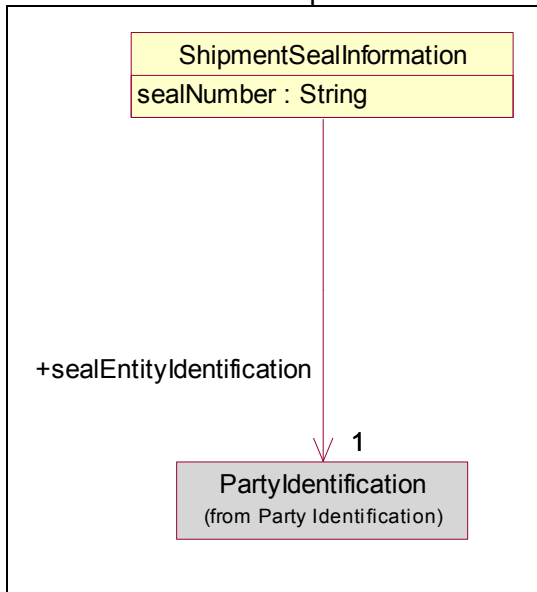 ShipmentSealInformation
sealNumber : String
+sealEntityIdentification
1
PartyIdentification
(from Party Identification)